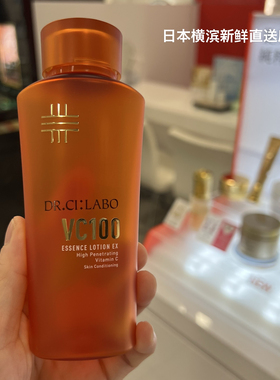 日本横滨新鲜直送
DR.CI:LABO
VC100
ESSENCE LOTION EX
High Penetrating
Vitamin C
Skin Conditioning